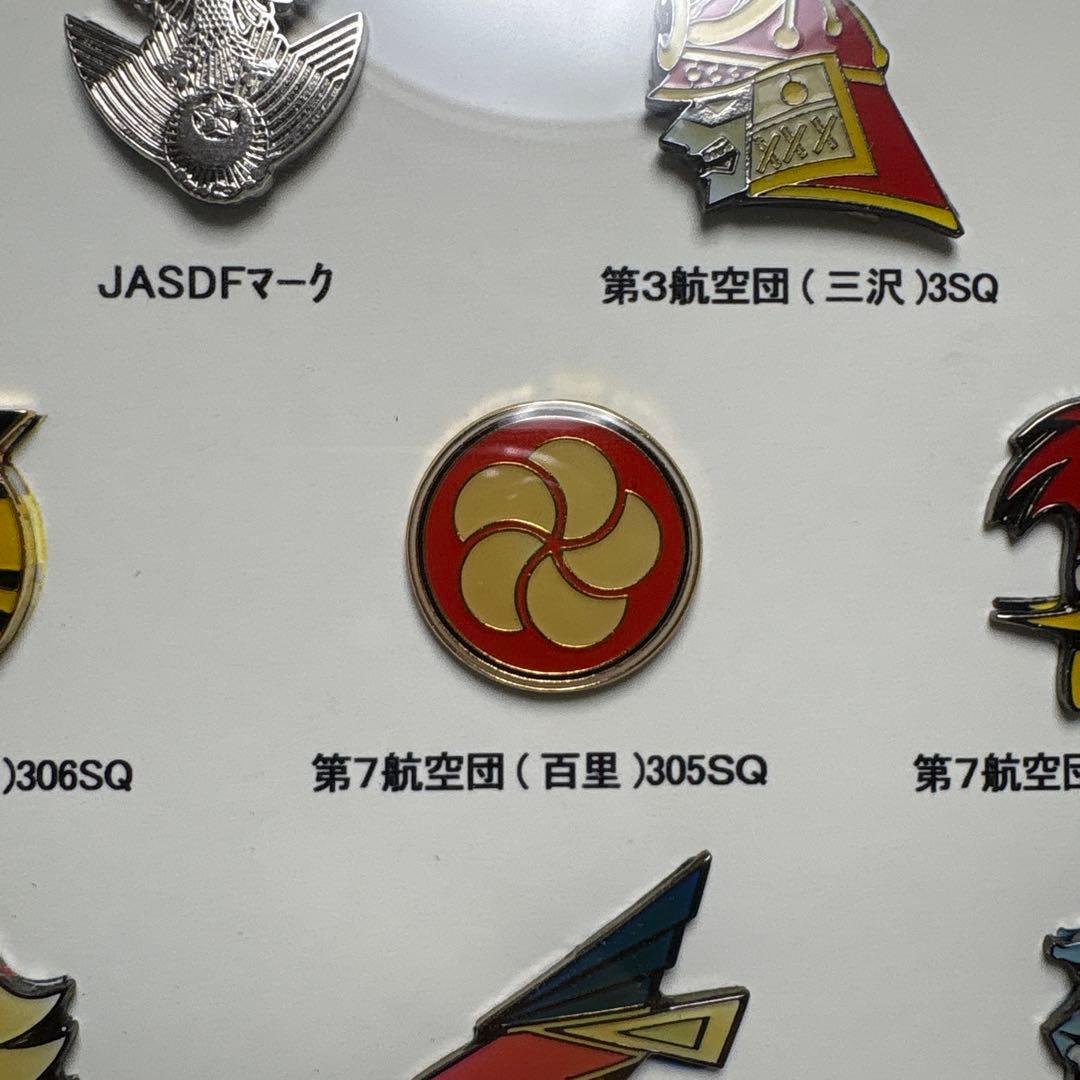 JASDFマーク
第3航空団(三沢)3SQ
)306SQ
第7航空団(百里)305SQ
第7航空団
XXX